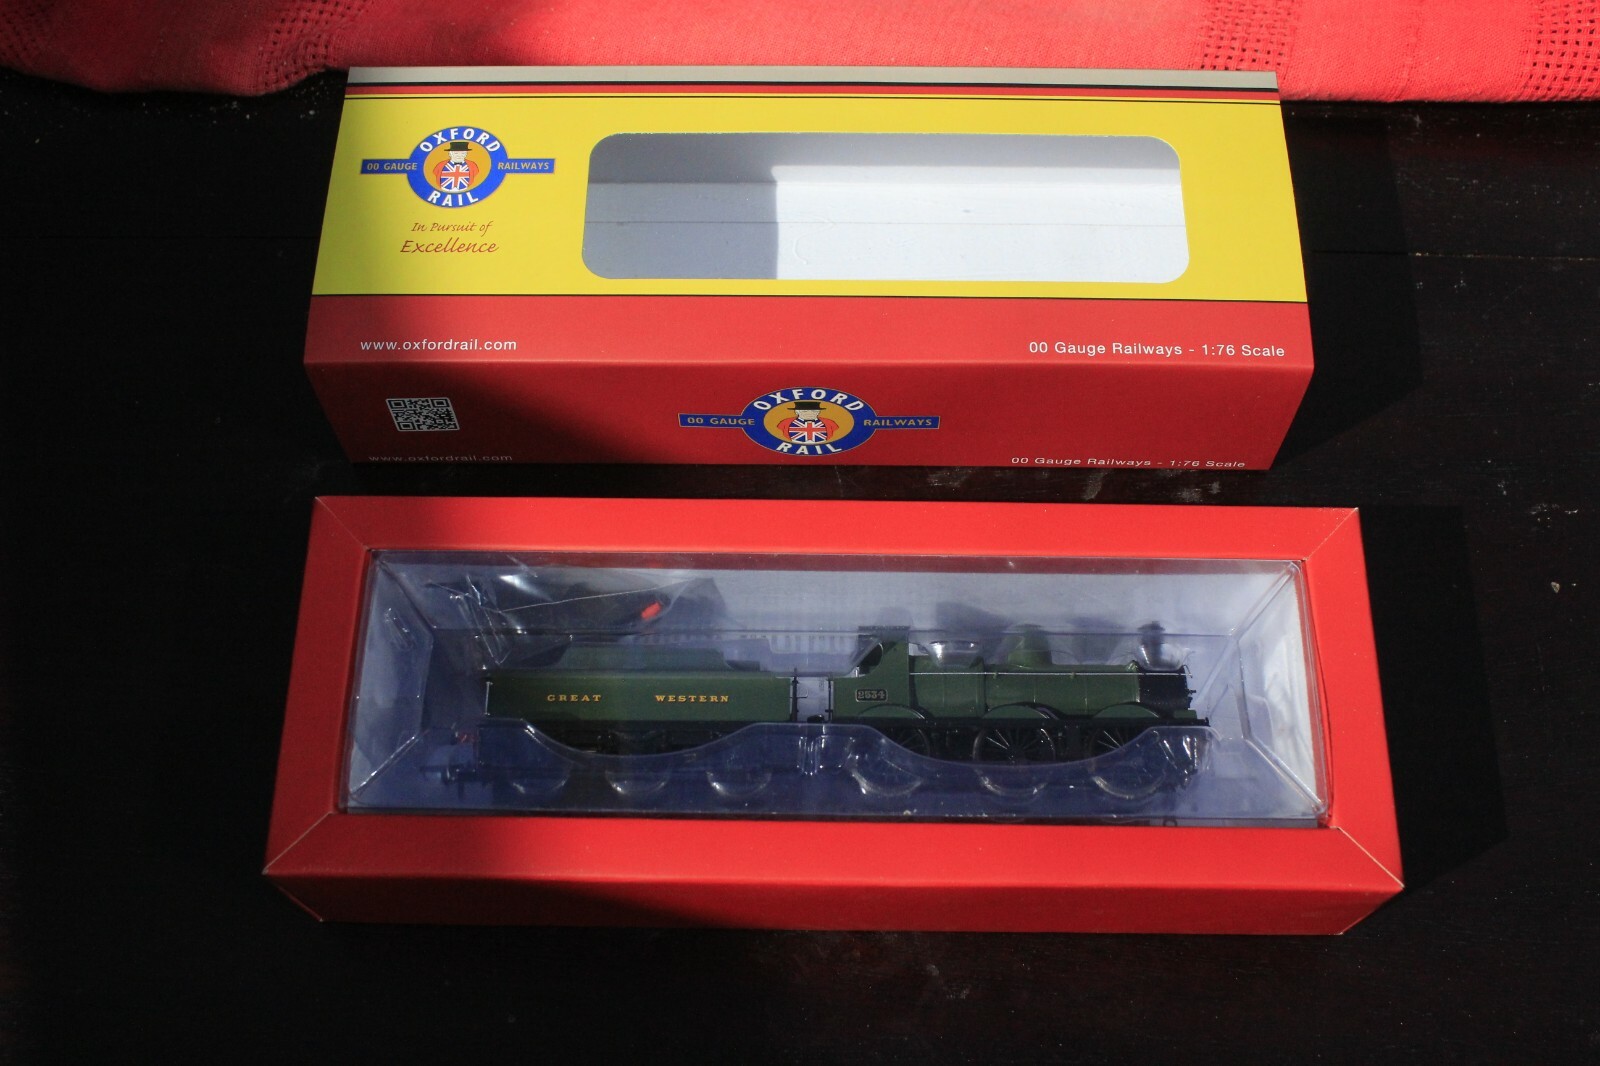 OXFORD
00 GAUGE RAILWAYS
RAIL
In Pursuit of
Excellence
www.oxfordrail.com
00 Gauge Railways - 1:76 Scale
OXFORD
00 GAUGE RAILWAYS
RAIL
www.oxfordrail.com
00 Gauge Railways - 1:76 Scale
GREAT WESTERN
2534